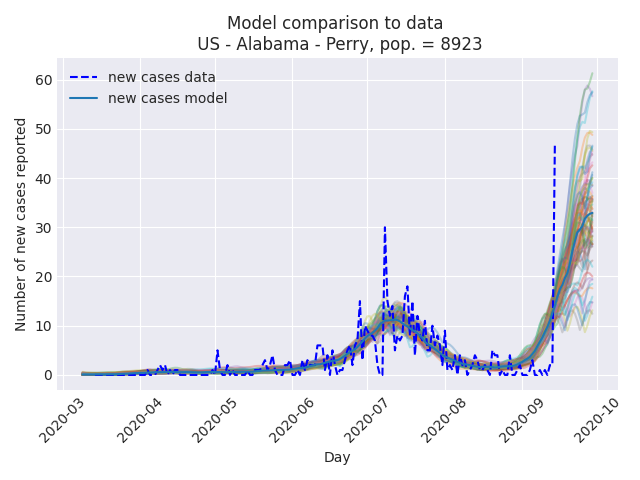 Model comparison to data
US - Alabama - Perry, pop. = 8923
new cases data
new cases model
Number of new cases reported
60
50
40
30
20
10
0
2020-03
2020-04
2020-05
2020-06
2020-07
2020-08
2020-09
2020-10
Day